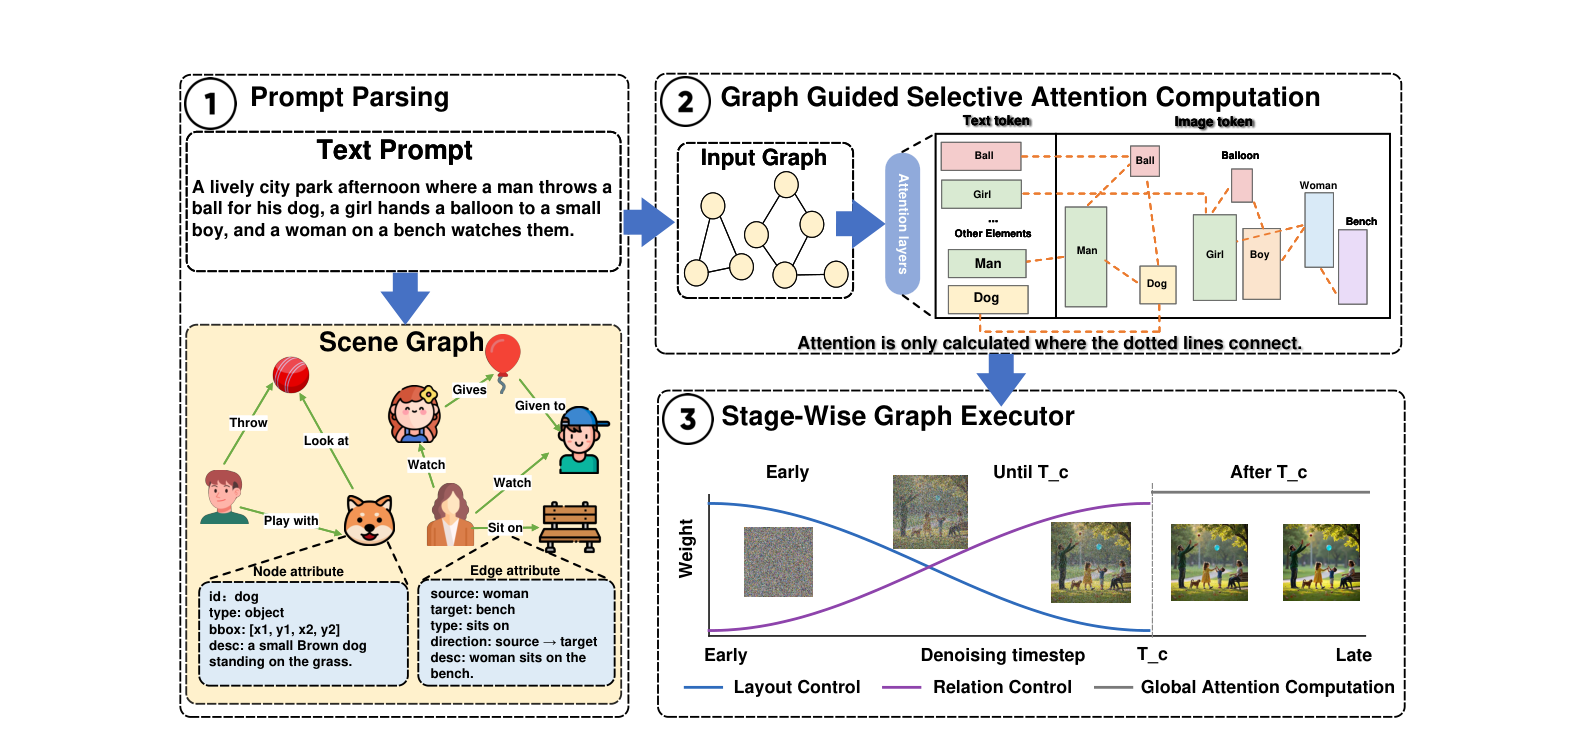 1 Prompt Parsing
Text Prompt
A lively city park afternoon where a man throws a
ball for his dog, a girl hands a balloon to a small
boy, and a woman on a bench watches them.
Scene Graph
Gives
Given to
Throw
Look at
Watch
Watch
Play with
Sit on
Node attribute
id: dog
type: object
bbox: [x1, y1, x2, y2]
desc: a small Brown dog
standing on the grass.
Edge attribute
source: woman
target: bench
type: sits on
direction: source → target
desc: woman sits on the
bench.
2 Graph Guided Selective Attention Computation
Input Graph
Attention layers
Text token
Ball
Girl
...
Other Elements
Man
Dog
Image token
Ball
Balloon
Woman
Bench
Man
Girl
Boy
Dog
Attention is only calculated where the dotted lines connect.
3 Stage-Wise Graph Executor
Early
Until T_c
After T_c
Weight
Early
Denoising timestep
T_c
Late
Layout Control
Relation Control
Global Attention Computation